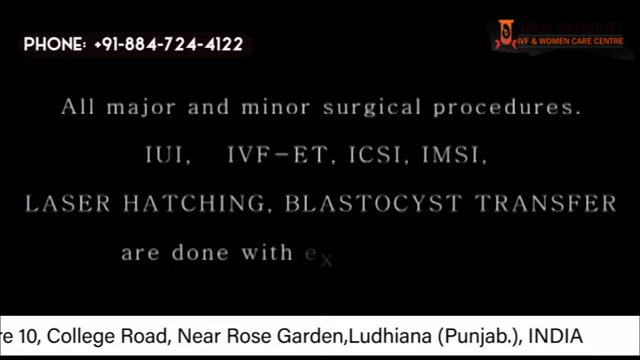 PHONE: +91-884-724-4122
IVF & WOMEN CARE CENTRE
All major and minor surgical procedures.
IUI, IVF-ET, ICSI, IMSI,
LASER HATCHING, BLASTOCYST TRANSFER
are done with ex
re 10, College Road, Near Rose Garden,Ludhiana (Punjab.), INDIA